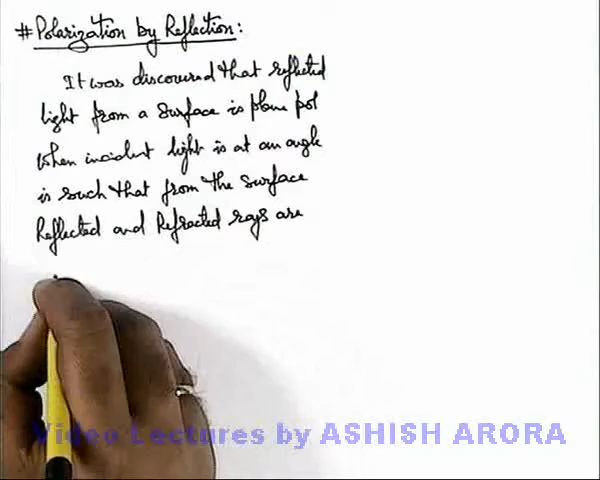 # Polarization by Reflection:
It was discovered that reflected
light from a surface is plane pol
when incident light is at an angle
is such that from the surface
Reflected and Refracted rays are
Video Lectures by ASHISH ARORA